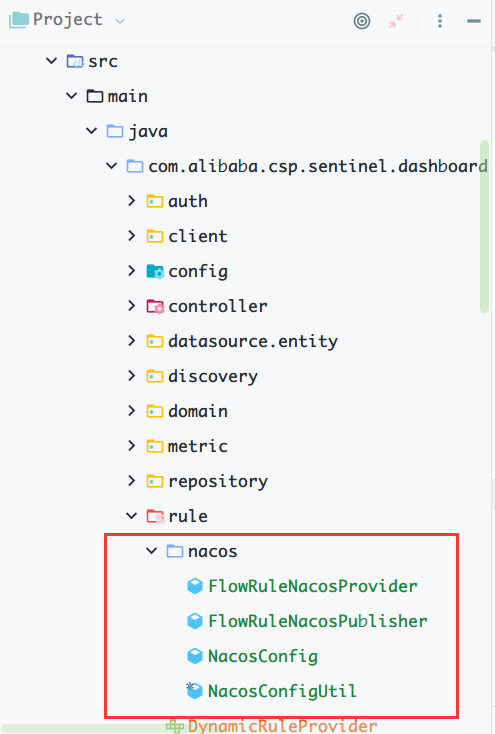 Project
src
main
java
com.alibaba.csp.sentinel.dashboard
auth
client
config
controller
datasource.entity
discovery
domain
metric
repository
rule
nacos
FlowRuleNacosProvider
FlowRuleNacosPublisher
NacosConfig
NacosConfigUtil
DynamicRuleProvider